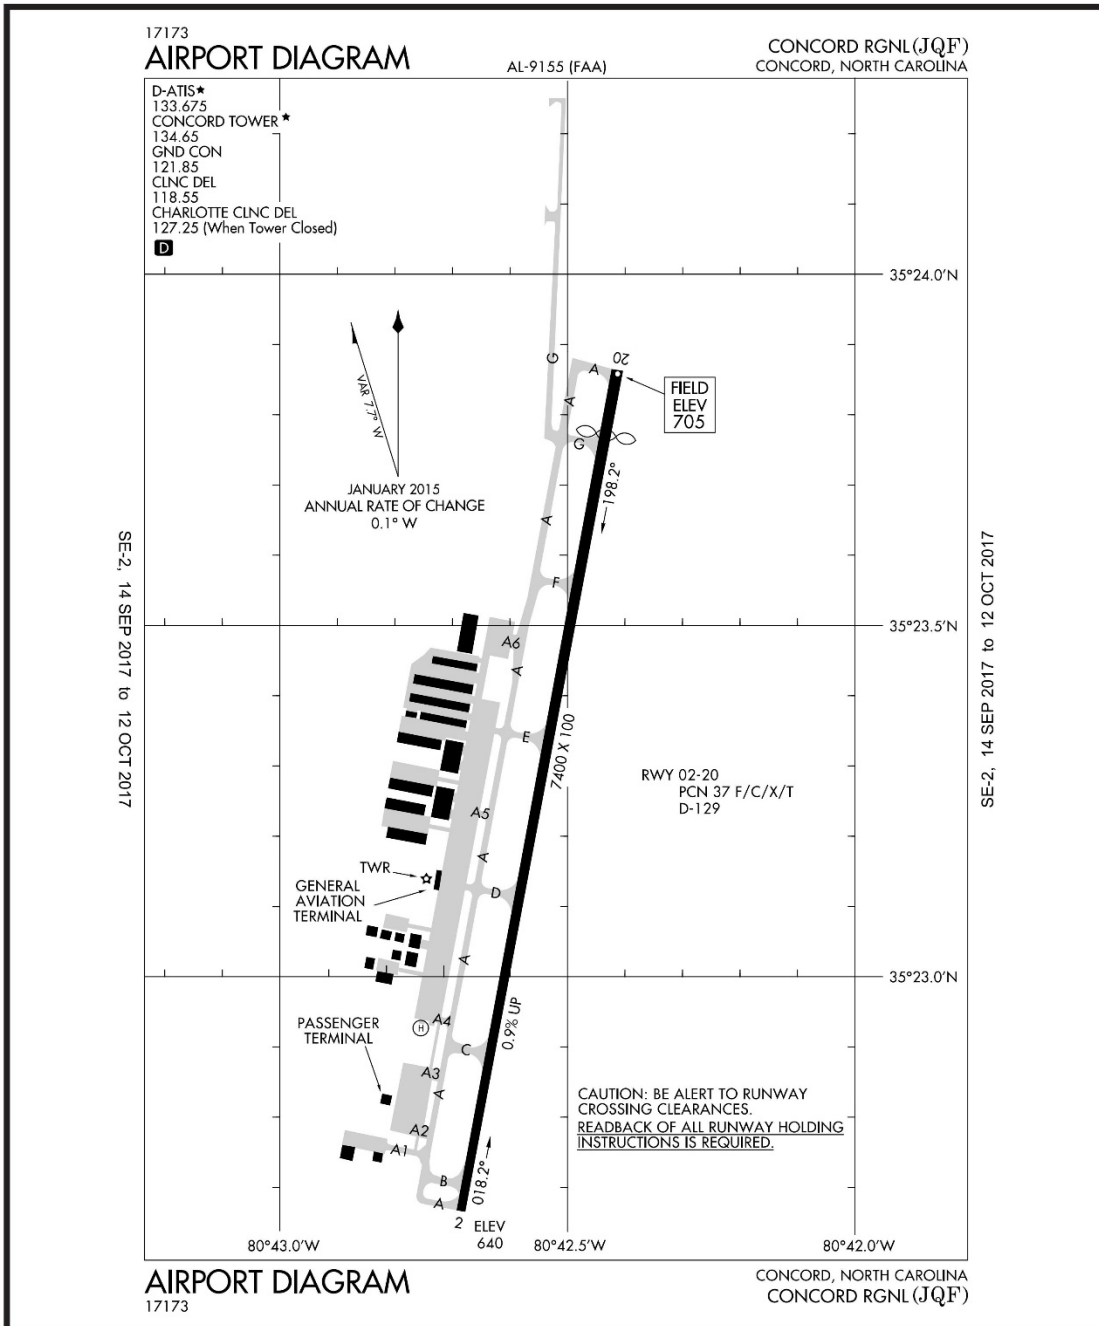 17173
AIRPORT DIAGRAM
AL-9155 (FAA)
CONCORD RGNL (JQF)
CONCORD, NORTH CAROLINA
D-ATIS★
133.675
CONCORD TOWER★
134.65
GND CON
121.85
CLNC DEL
118.55
CHARLOTTE CLNC DEL
127.25 (When Tower Closed)
D
35°24.0'N
VAR 7.7° W
JANUARY 2015
ANNUAL RATE OF CHANGE
0.1° W
G
A
20
FIELD
ELEV
705
A
G
198.2°
A
F
SE-2, 14 SEP 2017 to 12 OCT 2017
SE-2, 14 SEP 2017 to 12 OCT 2017
35°23.5'N
A6
A
E
7400 X 100
RWY 02-20
PCN 37 F/C/X/T
D-129
A5
A
TWR
GENERAL
AVIATION
TERMINAL
D
A
35°23.0'N
A4
H
0.9% UP
PASSENGER
TERMINAL
C
A3
A
A2
A1
CAUTION: BE ALERT TO RUNWAY
CROSSING CLEARANCES.
READBACK OF ALL RUNWAY HOLDING
INSTRUCTIONS IS REQUIRED.
018.2°
B
A
2
ELEV
640
80°43.0'W
80°42.5'W
80°42.0'W
AIRPORT DIAGRAM
17173
CONCORD, NORTH CAROLINA
CONCORD RGNL (JQF)